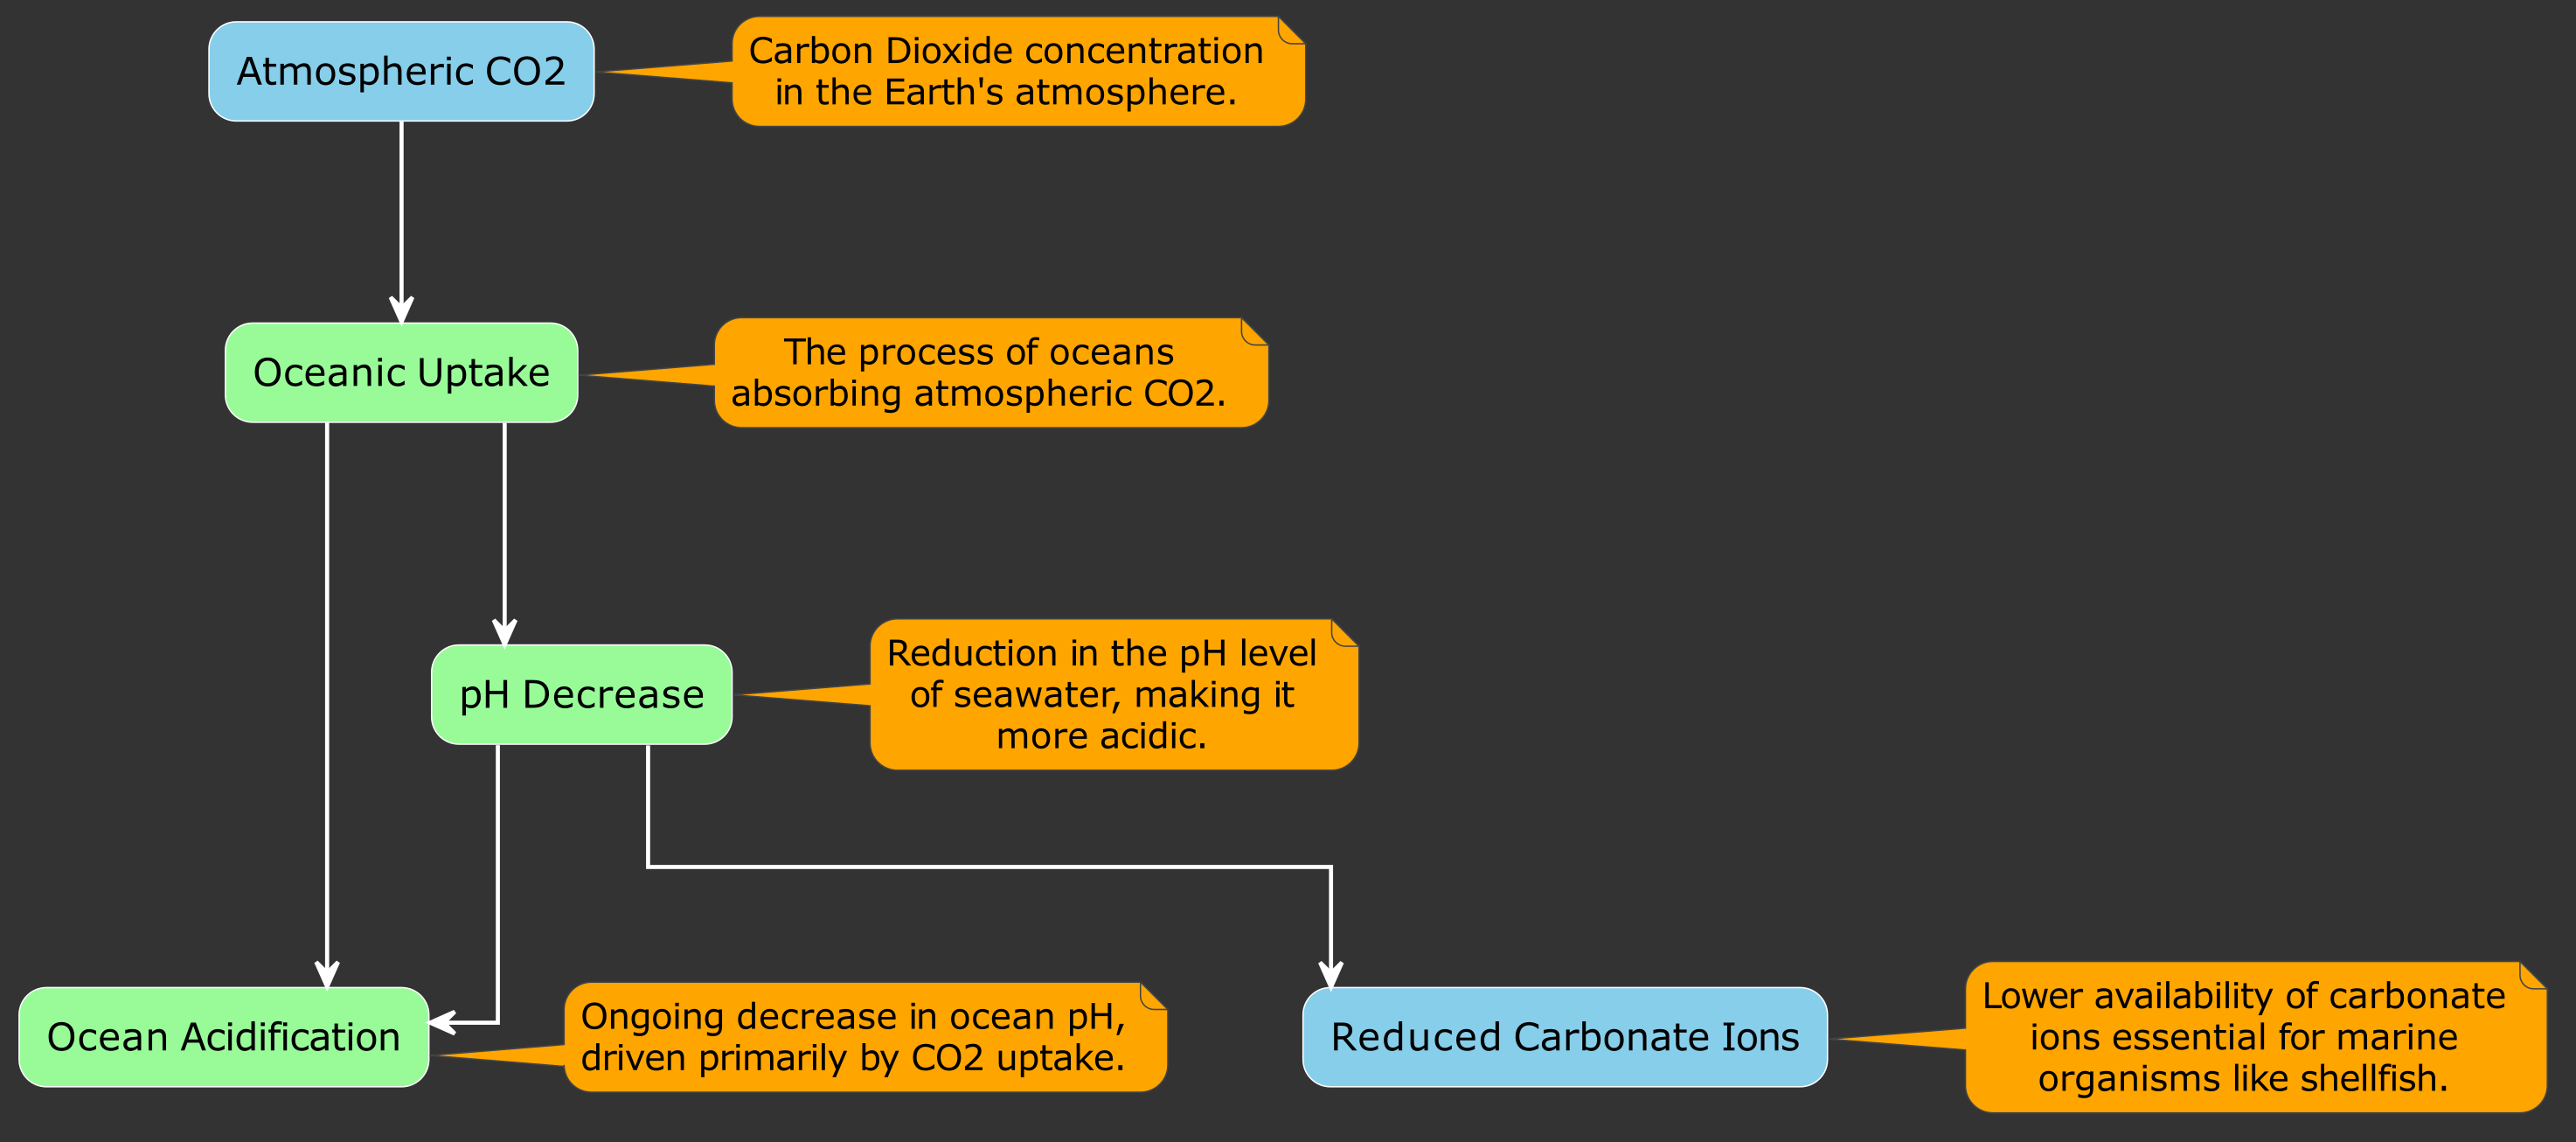 Atmospheric CO2
Carbon Dioxide concentration
in the Earth's atmosphere.
Oceanic Uptake
The process of oceans
absorbing atmospheric CO2.
pH Decrease
Reduction in the pH level
of seawater, making it
more acidic.
Ocean Acidification
Ongoing decrease in ocean pH,
driven primarily by CO2 uptake.
Reduced Carbonate Ions
Lower availability of carbonate
ions essential for marine
organisms like shellfish.